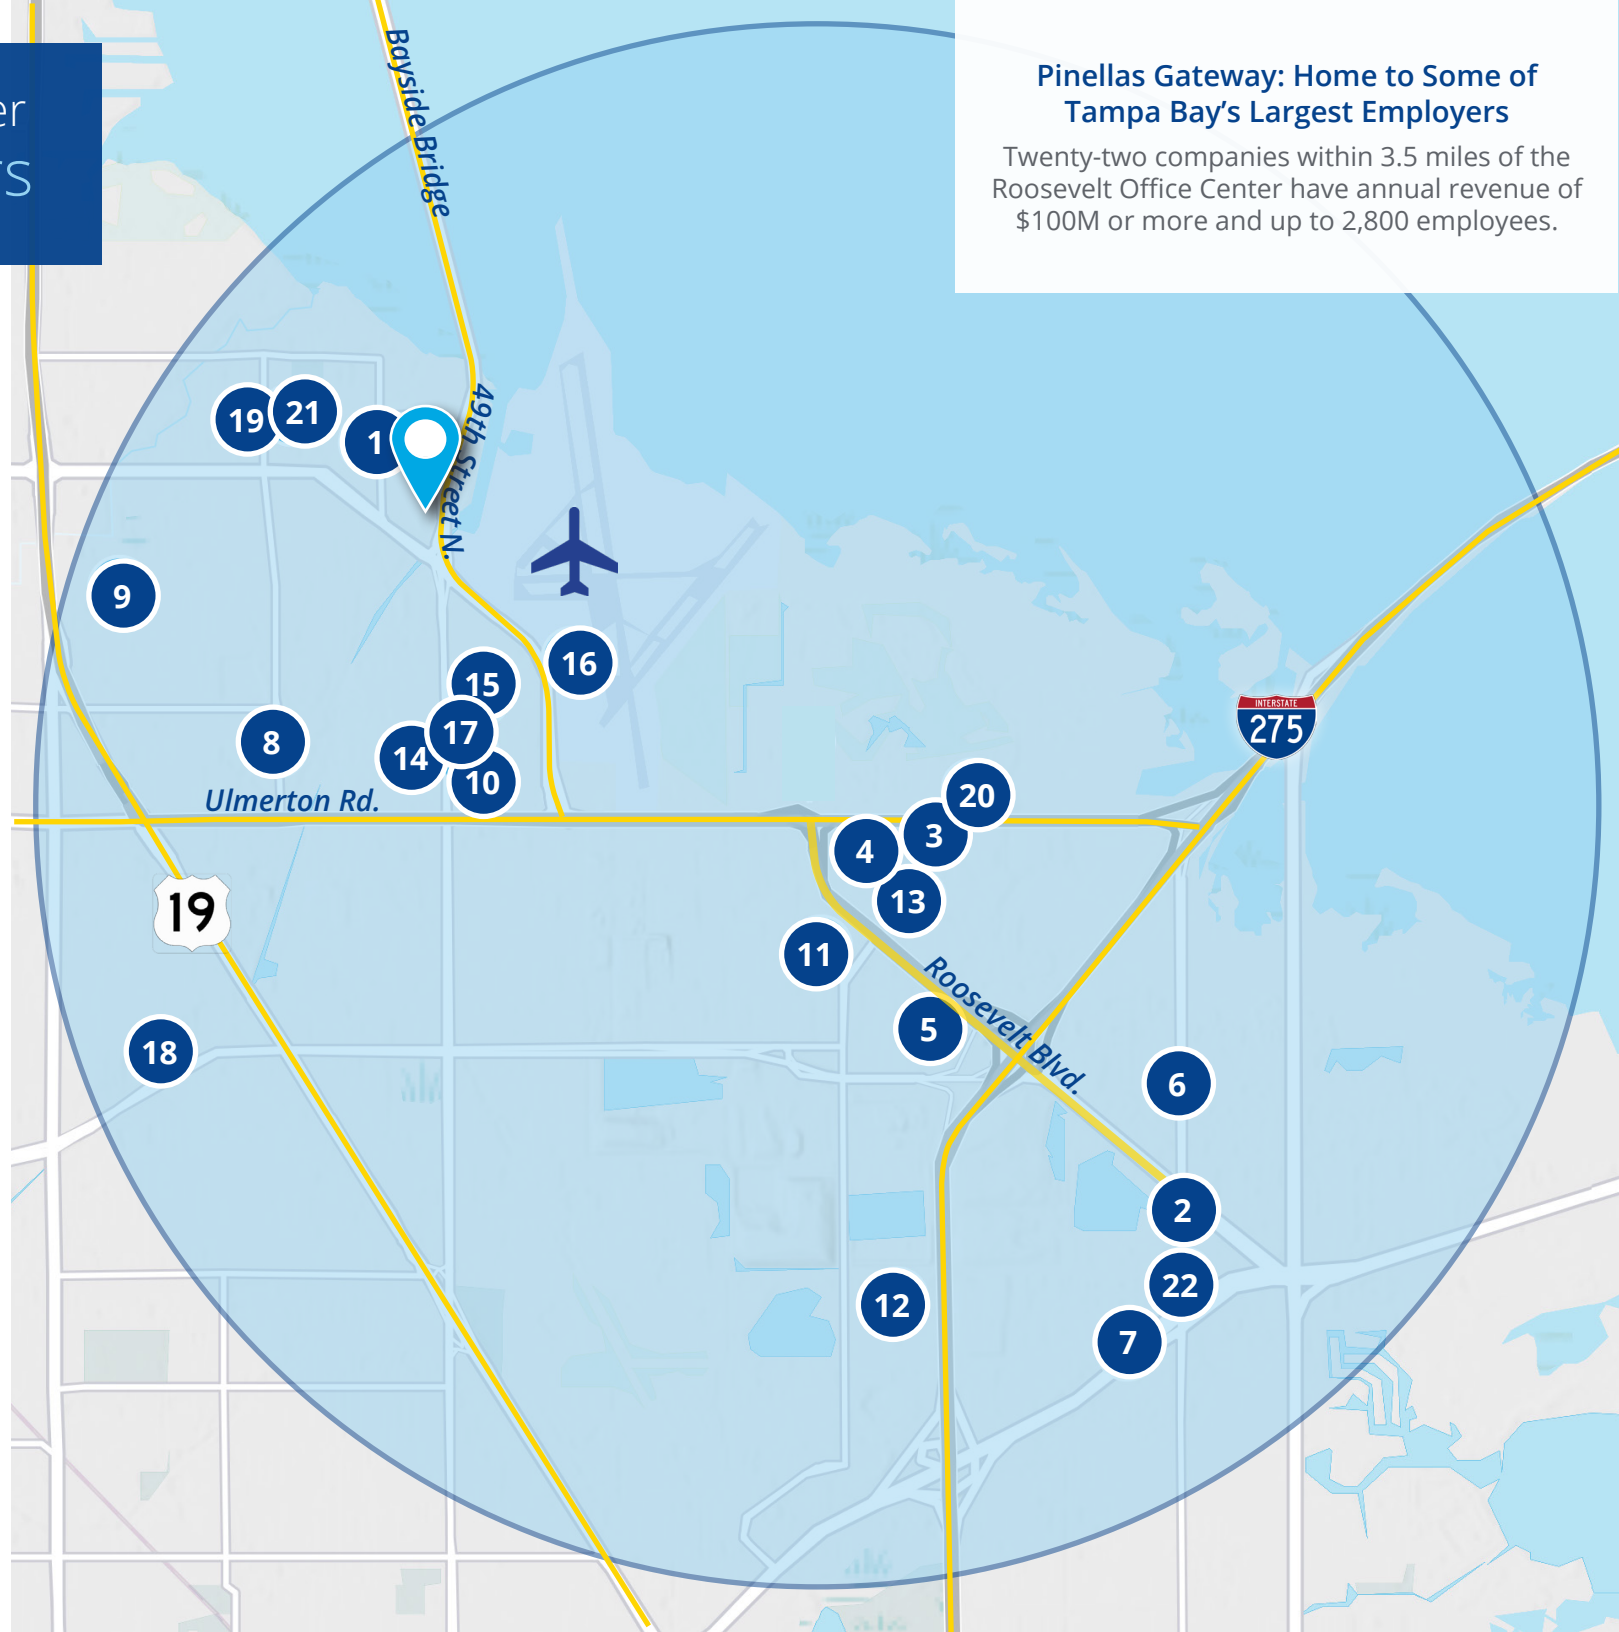 er
rs
Pinellas Gateway: Home to Some of
Tampa Bay’s Largest Employers
Twenty-two companies within 3.5 miles of the
Roosevelt Office Center have annual revenue of
$100M or more and up to 2,800 employees.
Bayside Bridge
49th Street N.
19
21
1
9
16
15
17
8
14
10
Ulmerton Rd.
INTERSTATE
275
20
3
4
13
19
11
Roosevelt Blvd.
5
18
6
2
22
12
7